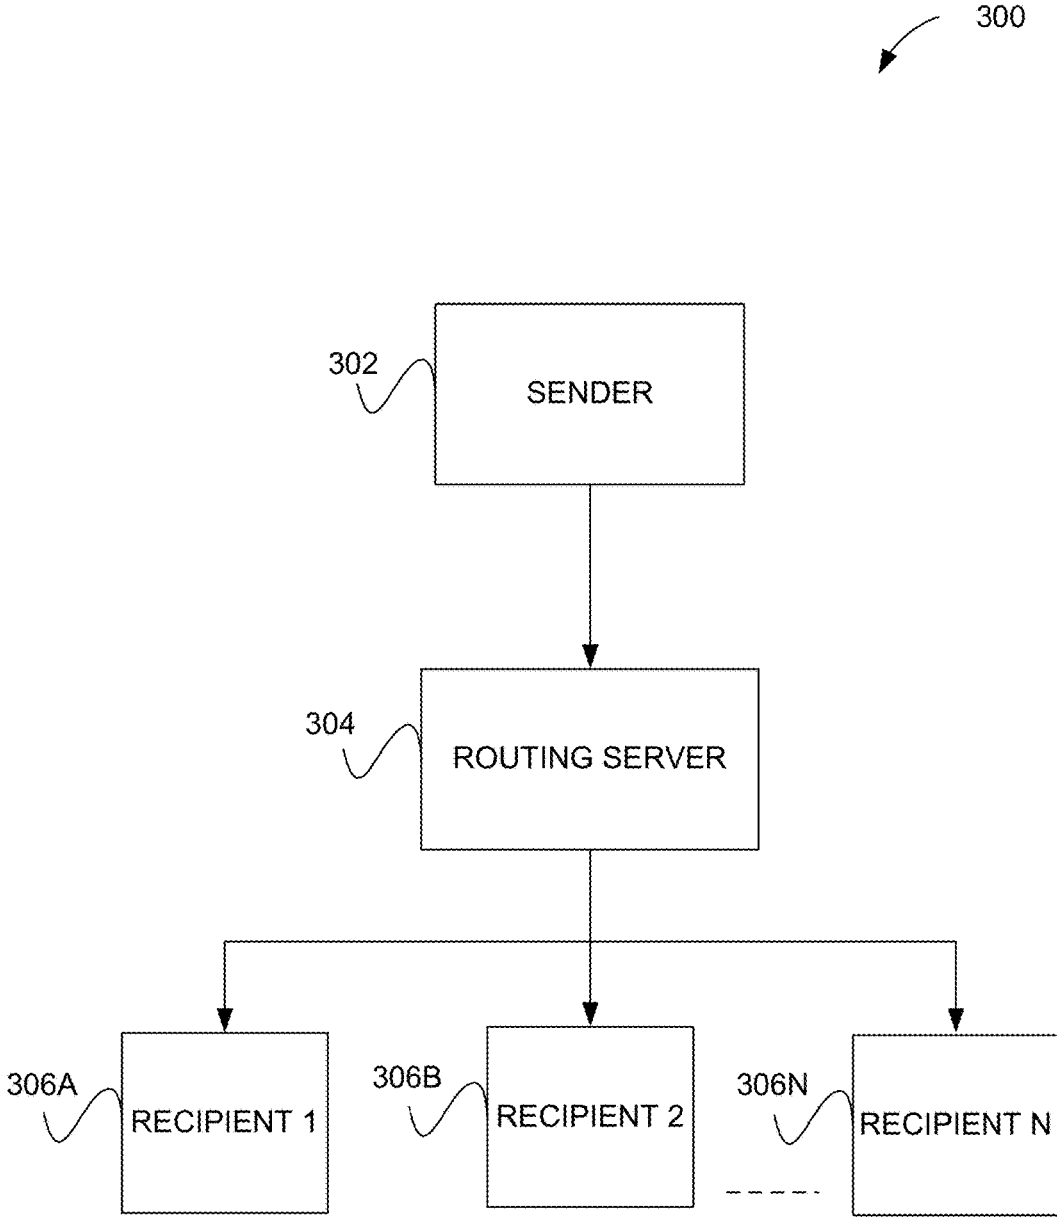 300
302
SENDER
304
ROUTING SERVER
306A
RECIPIENT 1
306B
RECIPIENT 2
306N
RECIPIENT N